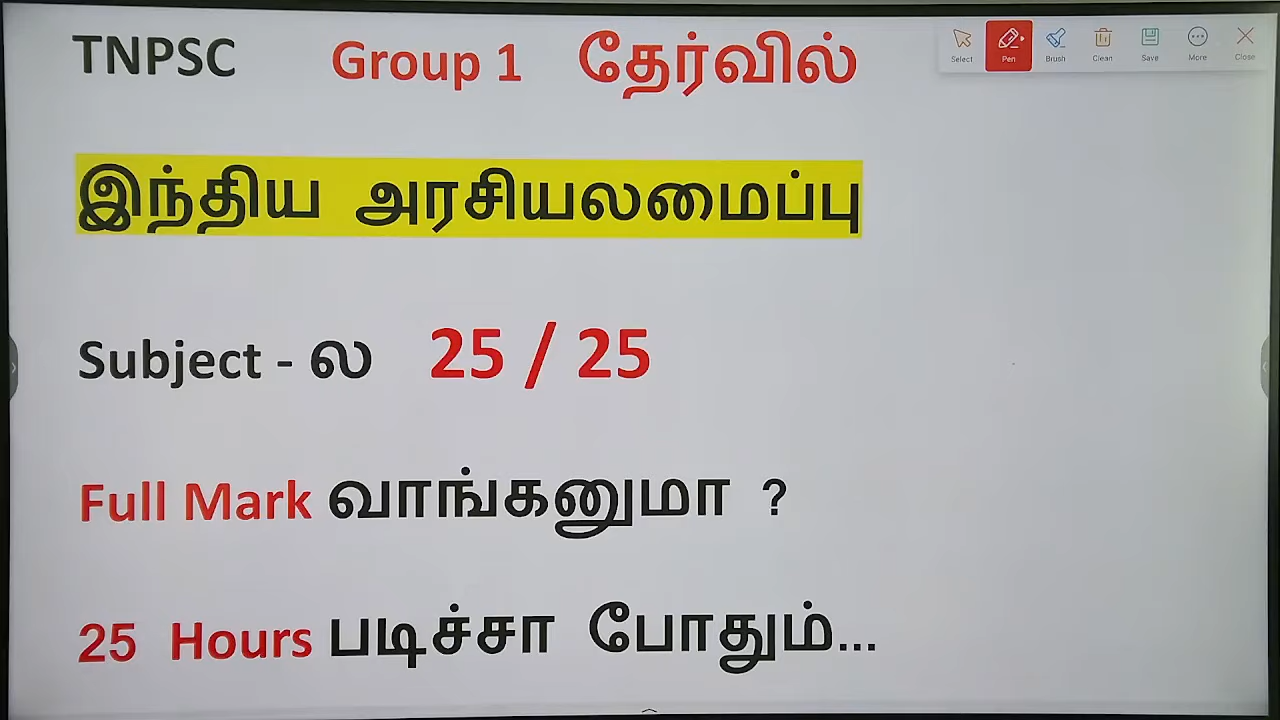 TNPSC Group 1 தேர்வில்
Select Pen Brush Clean Save More Close
இந்திய அரசியலமைப்பு
Subject - ல 25 / 25
Full Mark வாங்கனுமா ?
25 Hours படிச்சா போதும்...